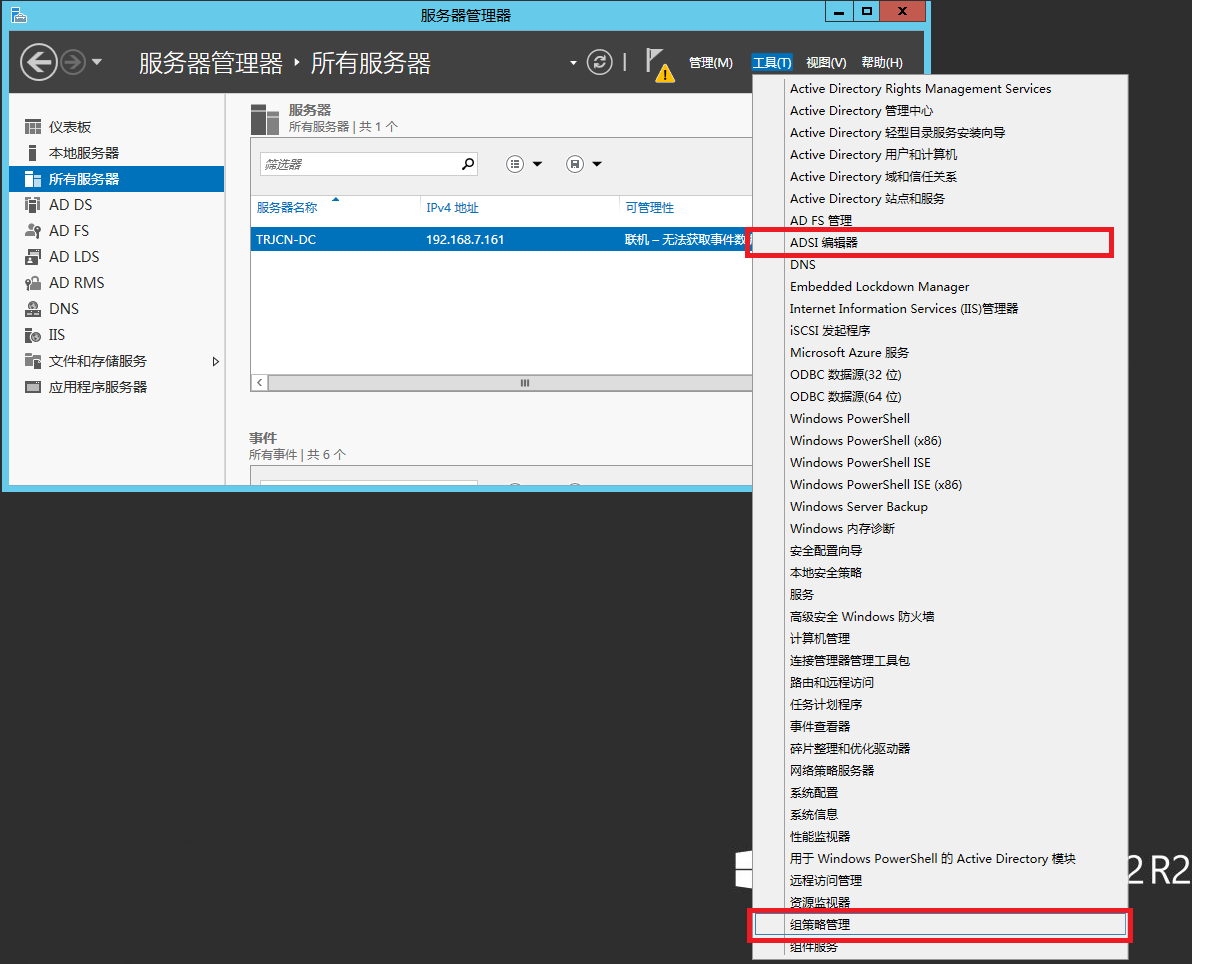 服务器管理器
服务器管理器 ‣ 所有服务器
管理(M) 工具(T) 视图(V) 帮助(H)
仪表板
本地服务器
所有服务器
AD DS
AD FS
AD LDS
AD RMS
DNS
IIS
文件和存储服务
应用程序服务器
服务器
所有服务器 | 共 1 个
筛选器
服务器名称 IPv4 地址 可管理性
TRJCN-DC 192.168.7.161 联机 – 无法获取事件数
事件
所有事件 | 共 6 个
Active Directory Rights Management Services
Active Directory 管理中心
Active Directory 轻型目录服务安装向导
Active Directory 用户和计算机
Active Directory 域和信任关系
Active Directory 站点和服务
AD FS 管理
ADSI 编辑器
DNS
Embedded Lockdown Manager
Internet Information Services (IIS)管理器
iSCSI 发起程序
Microsoft Azure 服务
ODBC 数据源(32 位)
ODBC 数据源(64 位)
Windows PowerShell
Windows PowerShell (x86)
Windows PowerShell ISE
Windows PowerShell ISE (x86)
Windows Server Backup
Windows 内存诊断
安全配置向导
本地安全策略
服务
高级安全 Windows 防火墙
计算机管理
连接管理器管理工具包
路由和远程访问
任务计划程序
事件查看器
碎片整理和优化驱动器
网络策略服务器
系统配置
系统信息
性能监视器
用于 Windows PowerShell 的 Active Directory 模块
远程访问管理
资源监视器
组策略管理
组件服务
2 R2